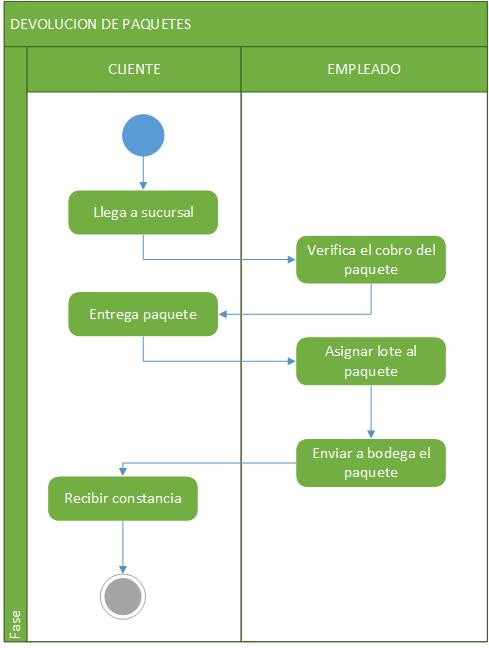 DEVOLUCION DE PAQUETES
CLIENTE
EMPLEADO
Llega a sucursal
Verifica el cobro del
paquete
Entrega paquete
Asignar lote al
paquete
Enviar a bodega el
paquete
Recibir constancia
Fase